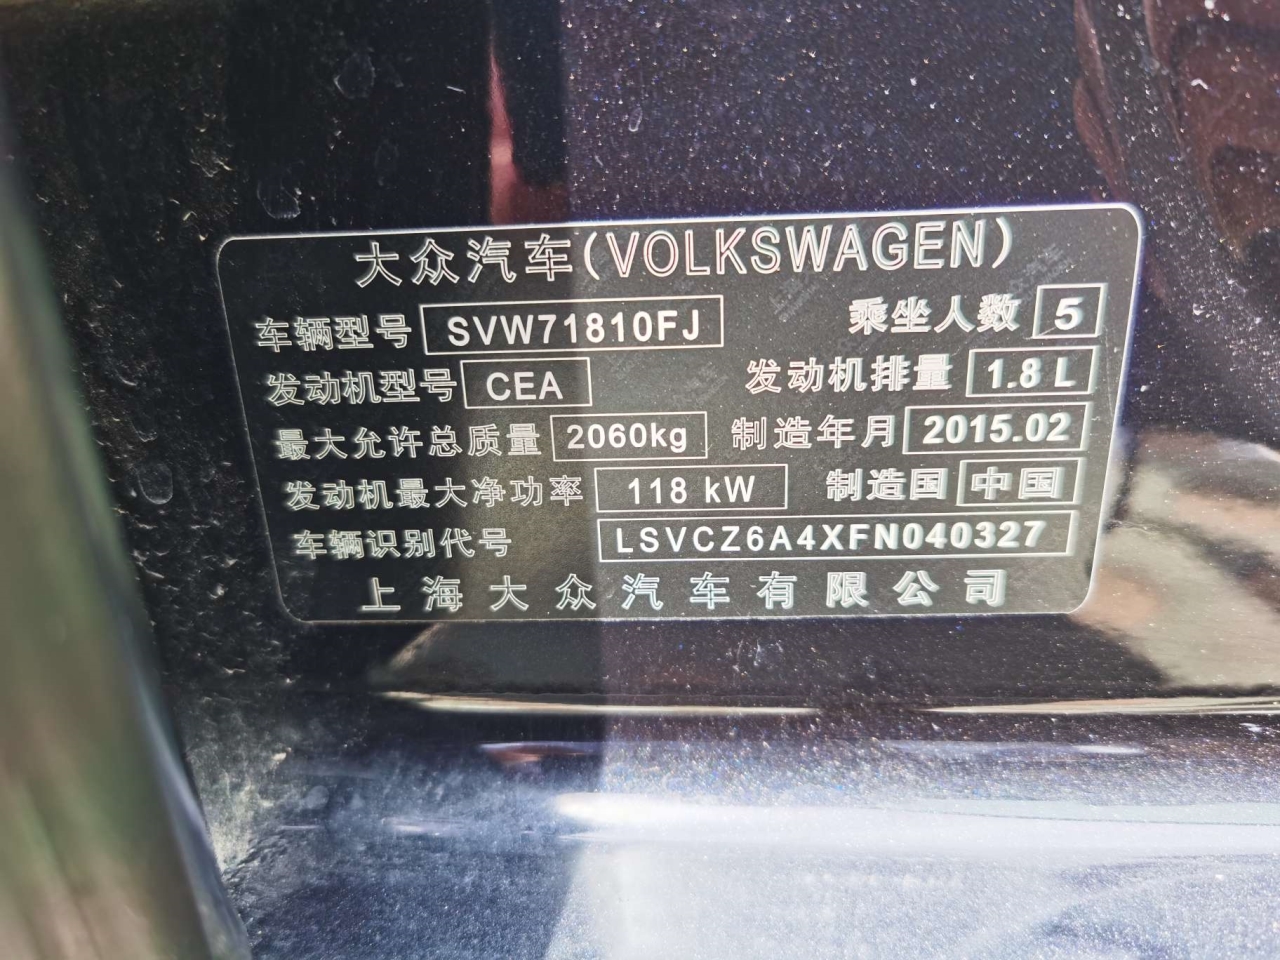 大众汽车(VOLKSWAGEN)
车辆型号 SVW71810FJ 乘坐人数 5
发动机型号 CEA 发动机排量 1.8 L
最大允许总质量 2060kg 制造年月 2015.02
发动机最大净功率 118 kW 制造国 中国
车辆识别代号 LSVCZ6A4XFN040327
上海大众汽车有限公司